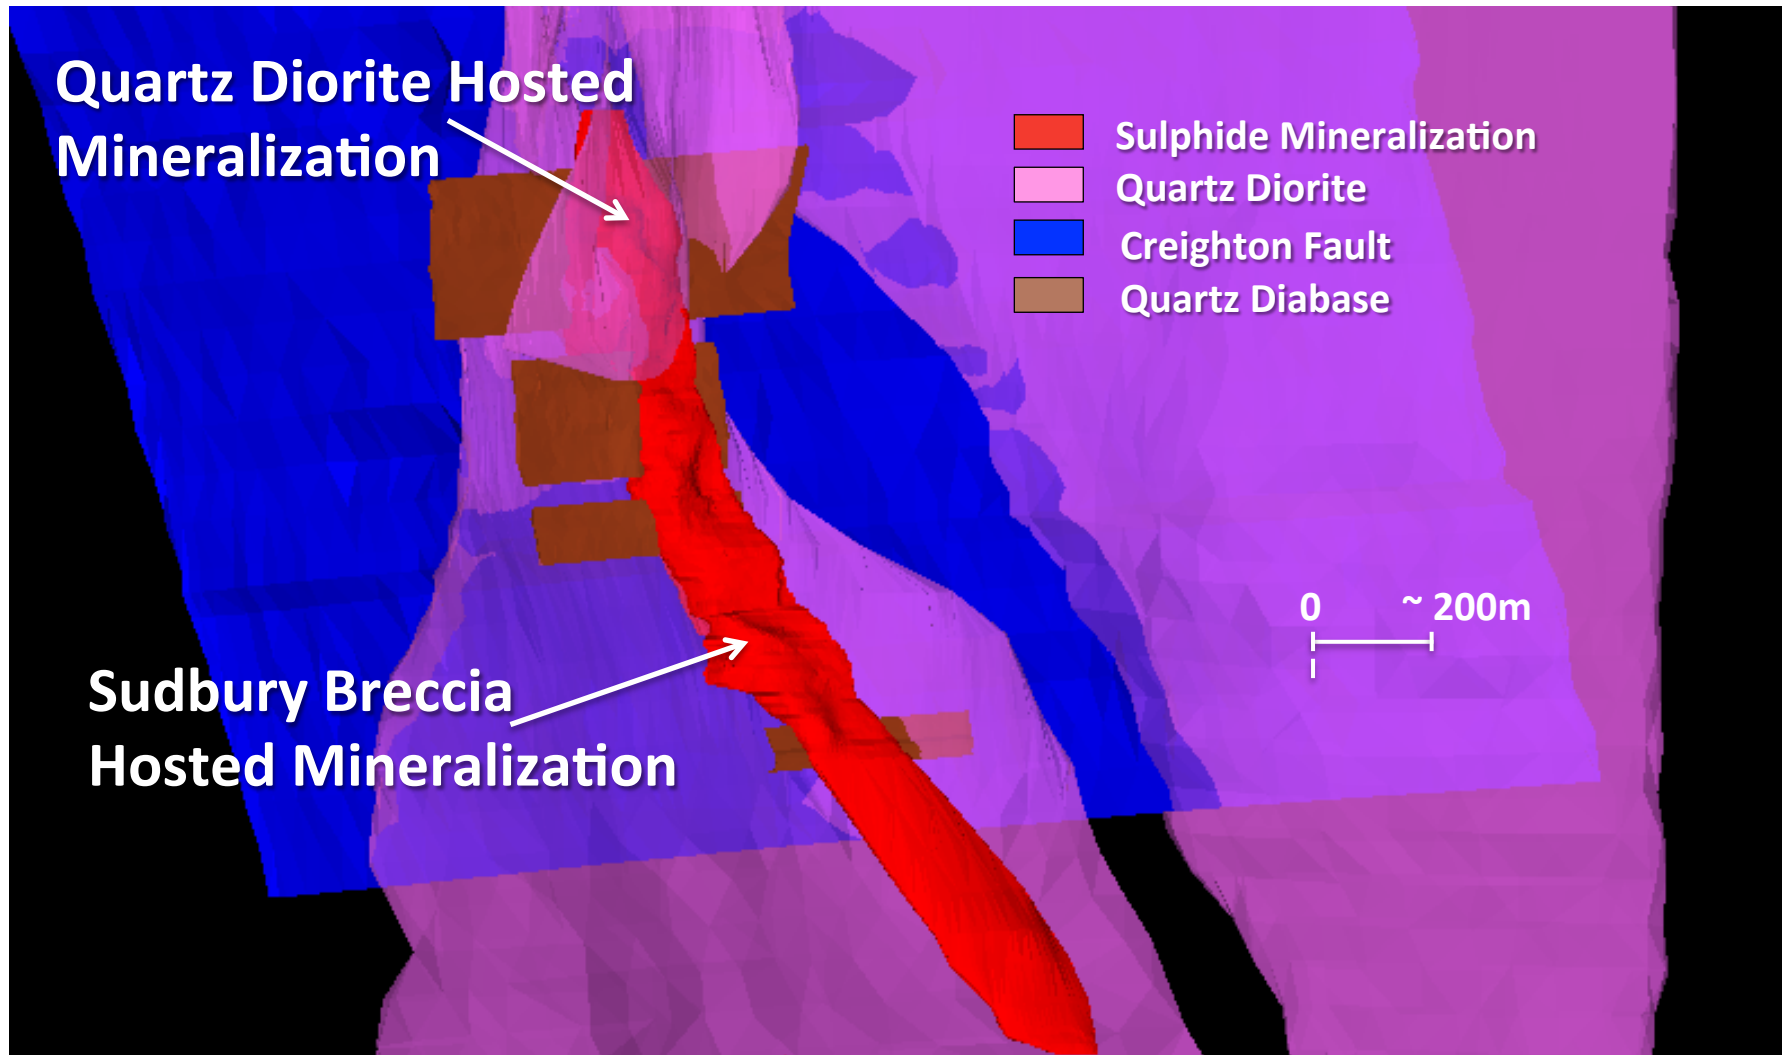 Quartz Diorite Hosted
Mineralization
Sulphide Mineralization
Quartz Diorite
Creighton Fault
Quartz Diabase
0 ~ 200m
Sudbury Breccia
Hosted Mineralization